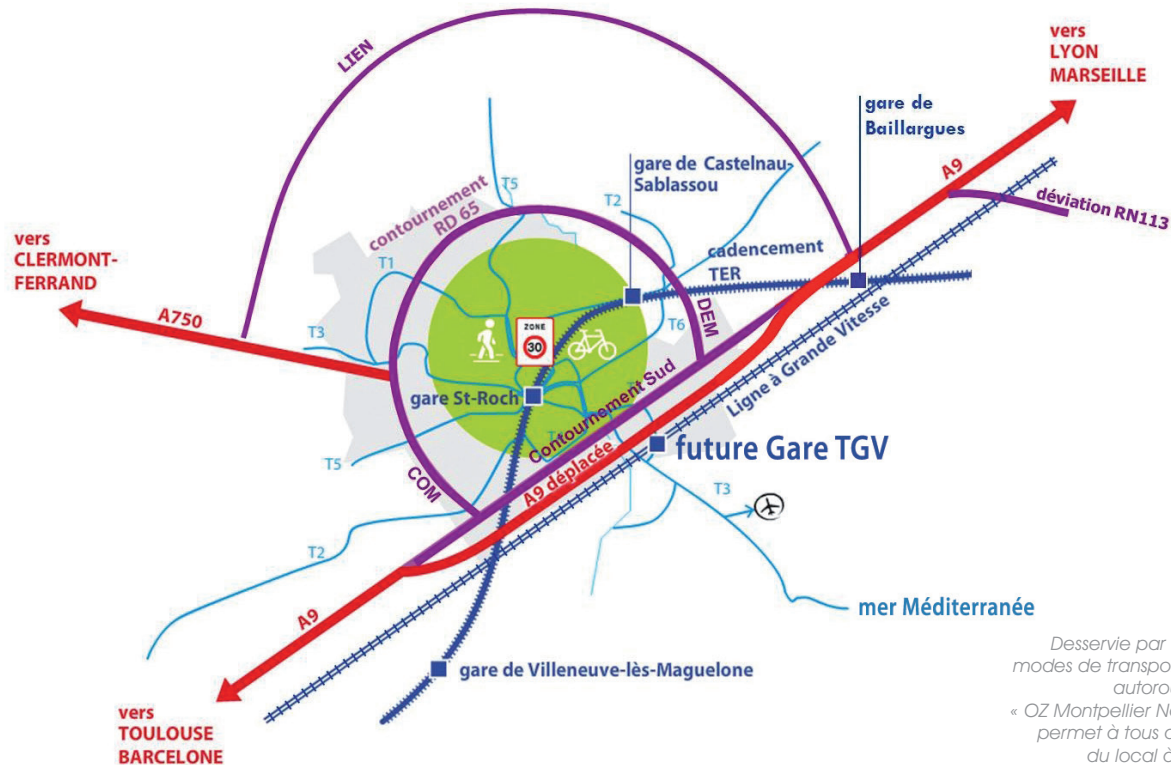 vers
LYON
MARSEILLE
LIEN
gare de
Baillargues
A9
gare de Castelnau-
Sablassou
déviation RN113
T5
T2
contournement
RD 65
cadencement
TER
vers
CLERMONT-
FERRAND
T1
A750
T3
ZONE
30
DEM
T6
Ligne à Grande Vitesse
gare St-Roch
Contournement Sud
future Gare TGV
T5
COM
A9 déplacée
T3
T2
mer Méditerranée
A9
gare de Villeneuve-lès-Maguelone
vers
TOULOUSE
BARCELONE
Desservie par
modes de
« OZ Montpellier
permet à tous
du local